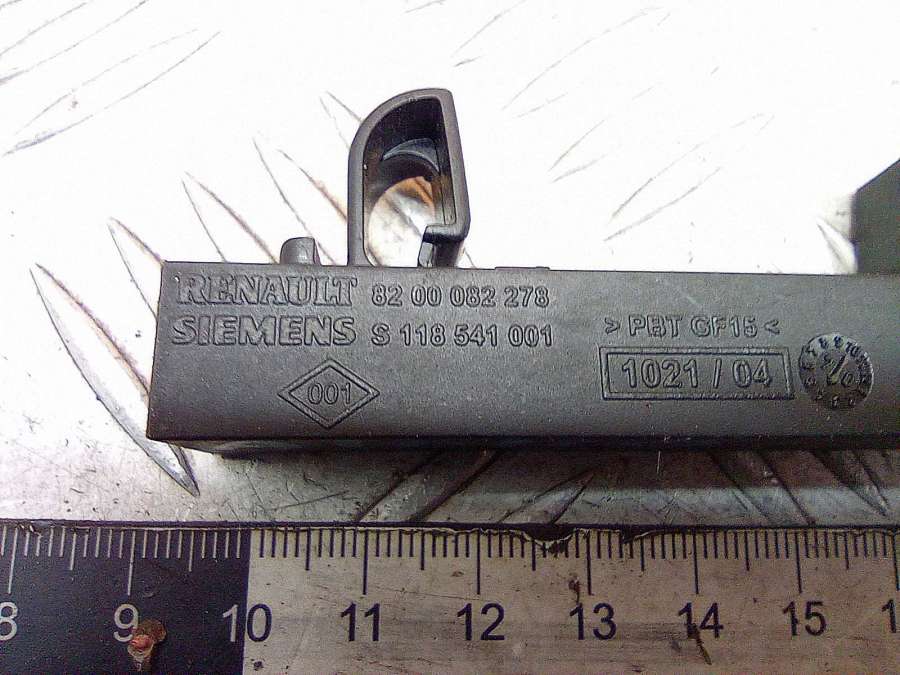 RENAULT 82 00 082 278
SIEMENS S 118 541 001
> PBT GF15 <
001
1021 / 04
8 9 10 11 12 13 14 15